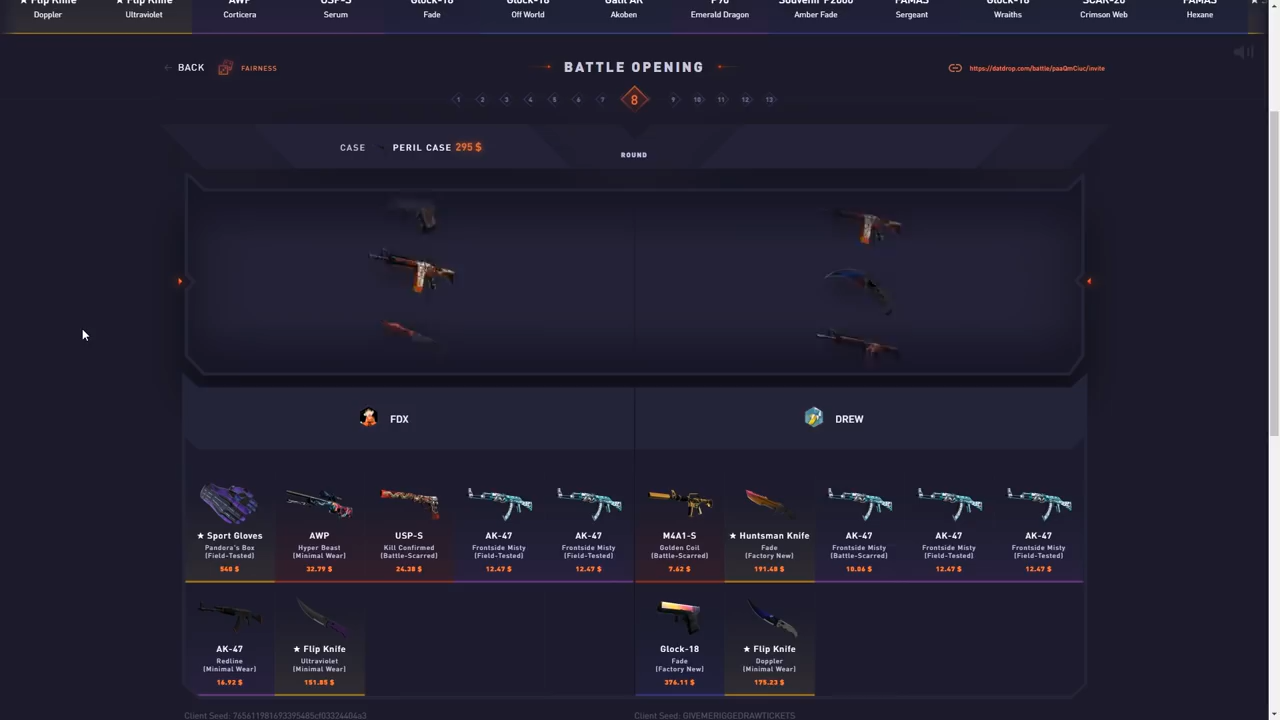 ★ Flip Knife ★ Flip Knife AWP USP-S Glock-18 Glock-18 Galil AR P90 Souvenir P2000 FAMAS Glock-18 SCAR-20 FAMAS
Doppler Ultraviolet Corticera Serum Fade Off World Akoben Emerald Dragon Amber Fade Sergeant Wraiths Crimson Web Hexane
← BACK FAIRNESS BATTLE OPENING https://datdrop.com/battle/paaQmCiuc/invite
1 2 3 4 5 6 7 8 9 10 11 12 13
CASE PERIL CASE 295 $
ROUND
FDX DREW
★ Sport Gloves AWP USP-S AK-47 AK-47 M4A1-S ★ Huntsman Knife AK-47 AK-47 AK-47
Pandora's Box Hyper Beast Kill Confirmed Frontside Misty Frontside Misty Golden Coil Fade Frontside Misty Frontside Misty Frontside Misty
(Field-Tested) (Minimal Wear) (Battle-Scarred) (Field-Tested) (Field-Tested) (Battle-Scarred) (Factory New) (Battle-Scarred) (Field-Tested) (Field-Tested)
540 $ 32.79 $ 24.38 $ 12.47 $ 12.47 $ 7.62 $ 191.48 $ 10.06 $ 12.47 $ 12.47 $
AK-47 ★ Flip Knife Glock-18 ★ Flip Knife
Redline Ultraviolet Fade Doppler
(Minimal Wear) (Minimal Wear) (Factory New) (Minimal Wear)
16.92 $ 151.85 $ 376.11 $ 175.23 $
Client Seed: 765611981693395485cf03324404a3 Client Seed: GIVEMERIGGEDRAWTICKETS